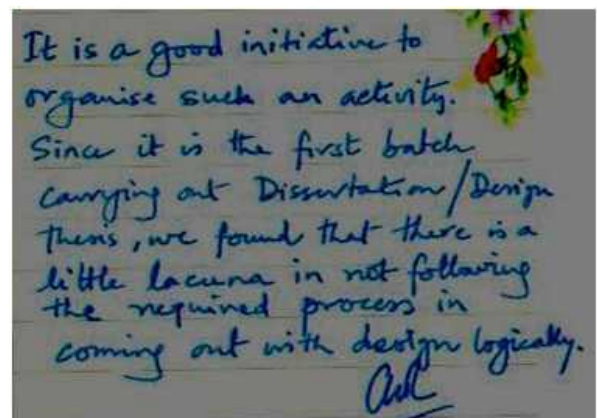 It is a good initiative to
organise such an activity.
Since it is the first batch
carrying out Dissertation/Design
thesis, we found that there is a
little lacuna in not following
the required process in
coming out with design logically.